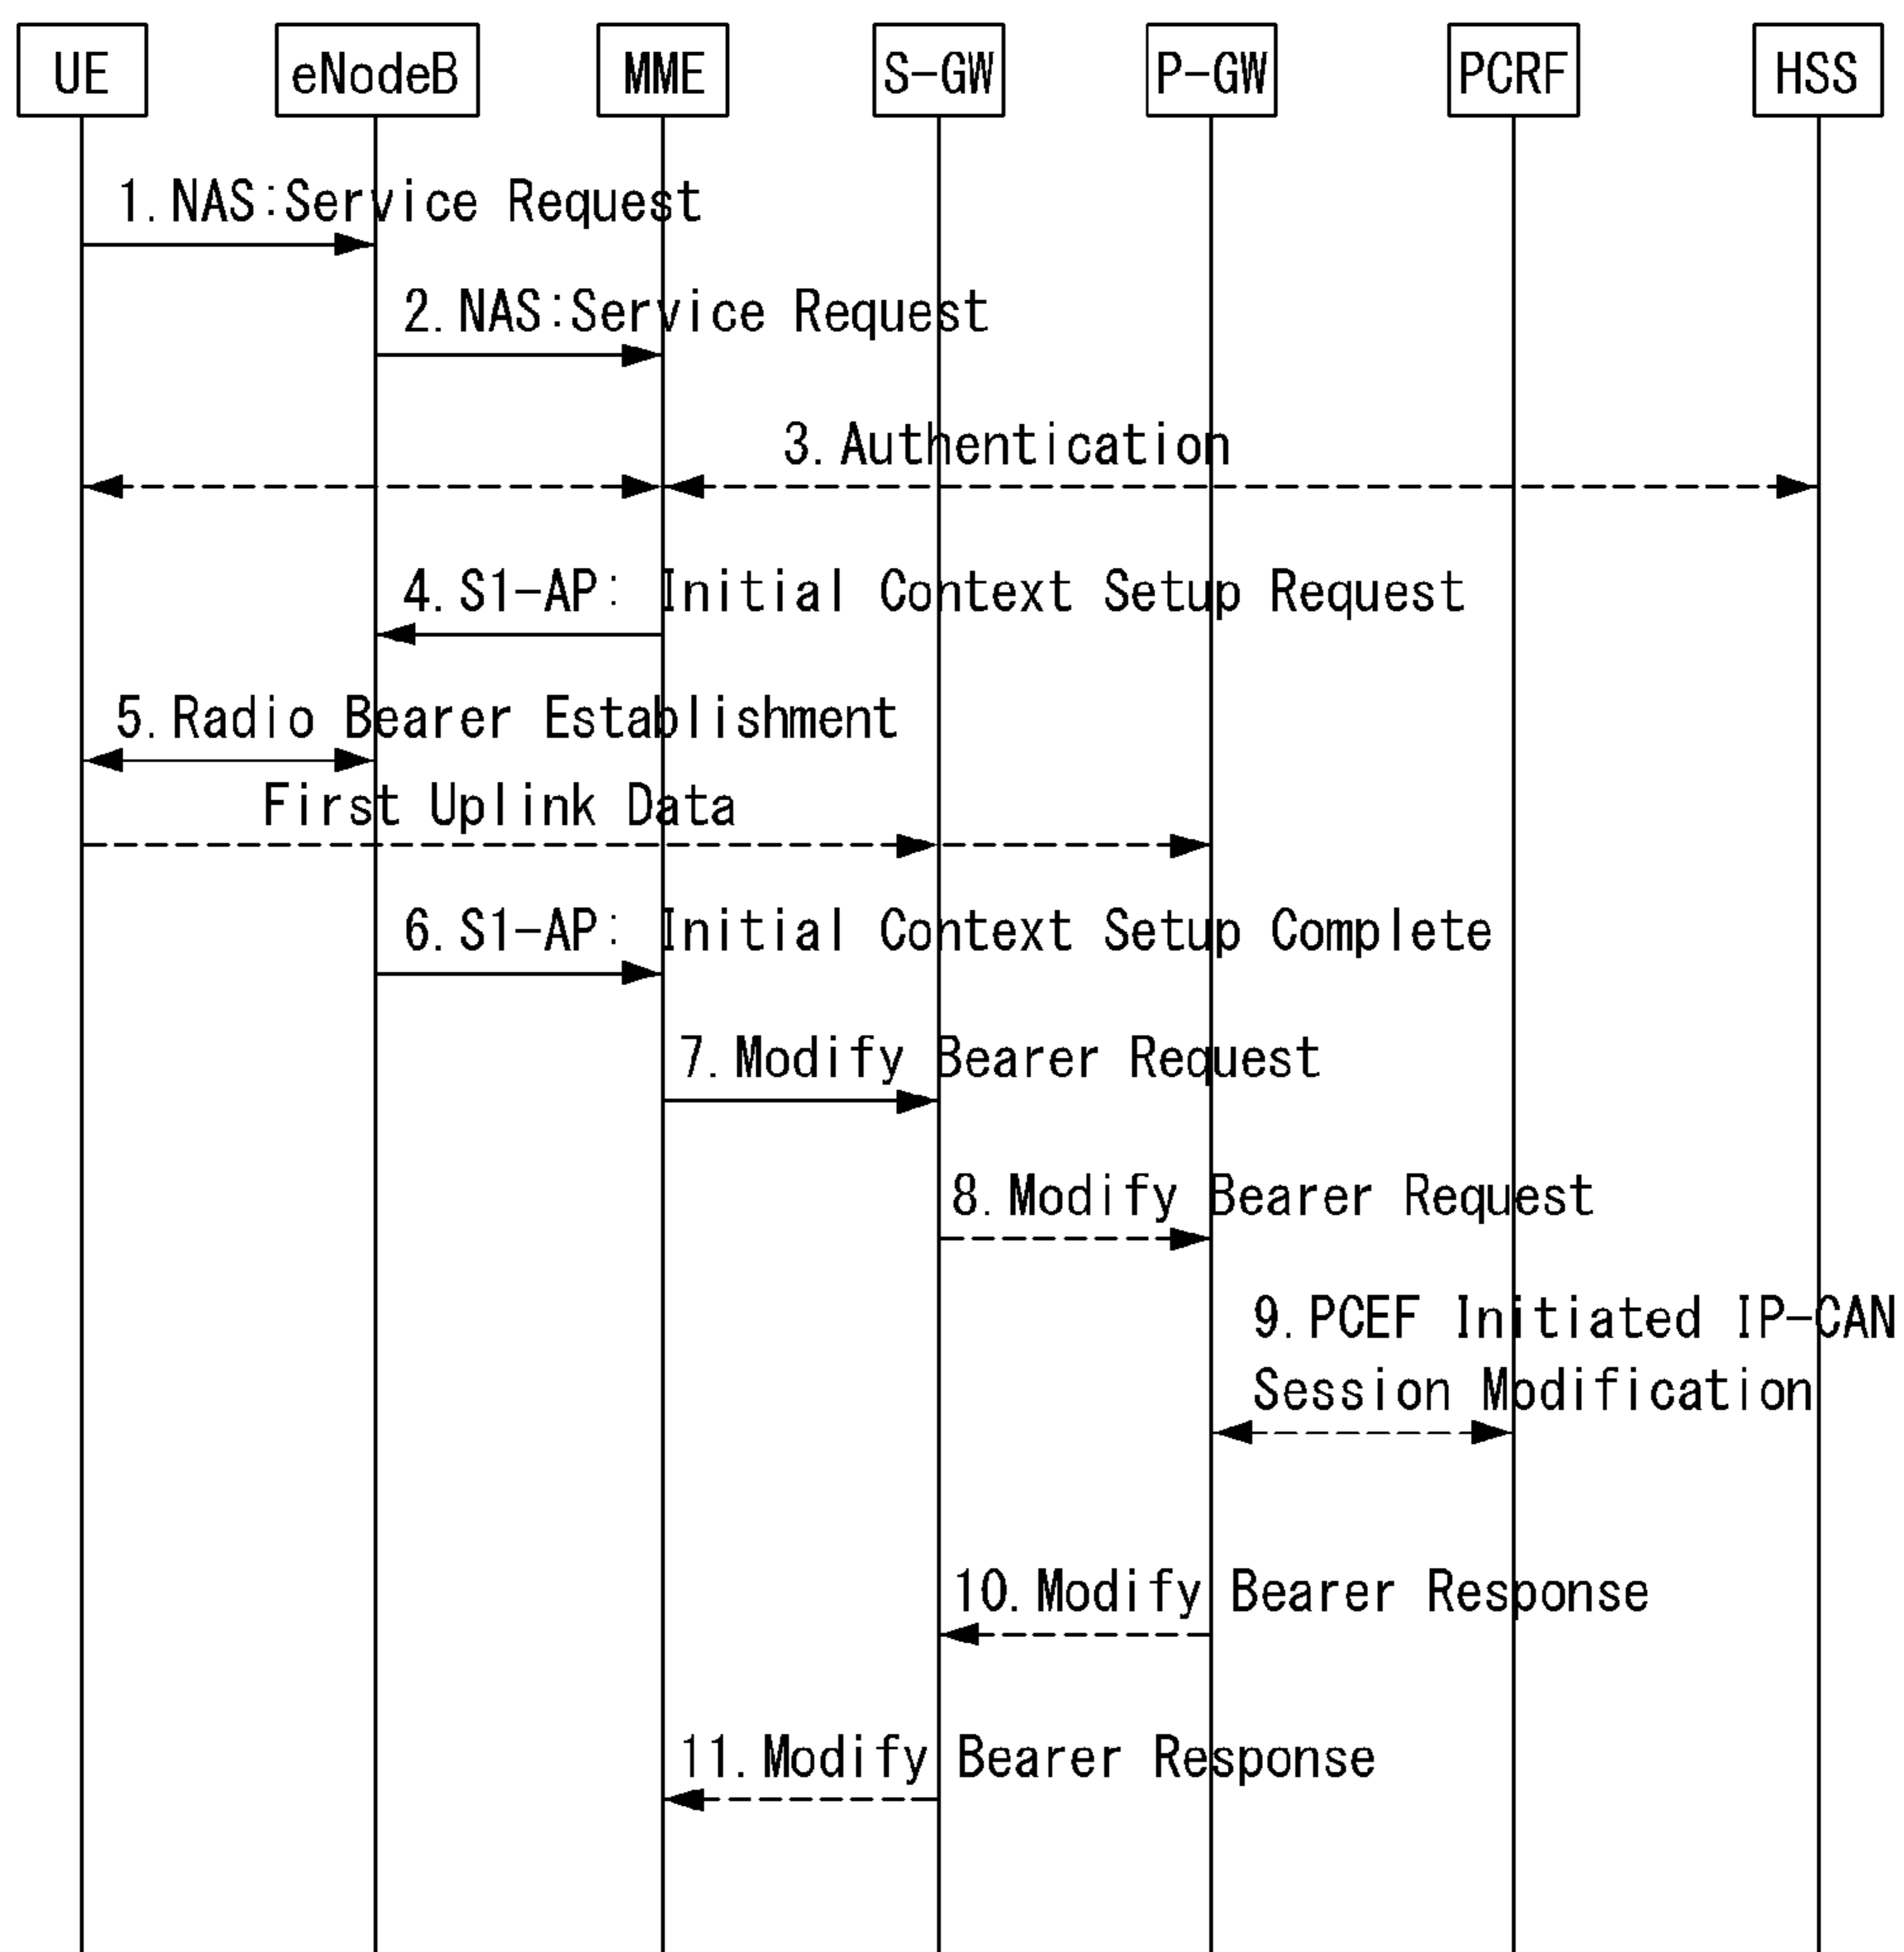 UE eNodeB MME S-GW P-GW PCRF HSS
1.NAS:Service Request
2.NAS:Service Request
3.Authentication
4.S1-AP: Initial Context Setup Request
5.Radio Bearer Establishment
First Uplink Data
6.S1-AP: Initial Context Setup Complete
7.Modify Bearer Request
8.Modify Bearer Request
9.PCEF Initiated IP-CAN
Session Modification
10.Modify Bearer Response
11.Modify Bearer Response